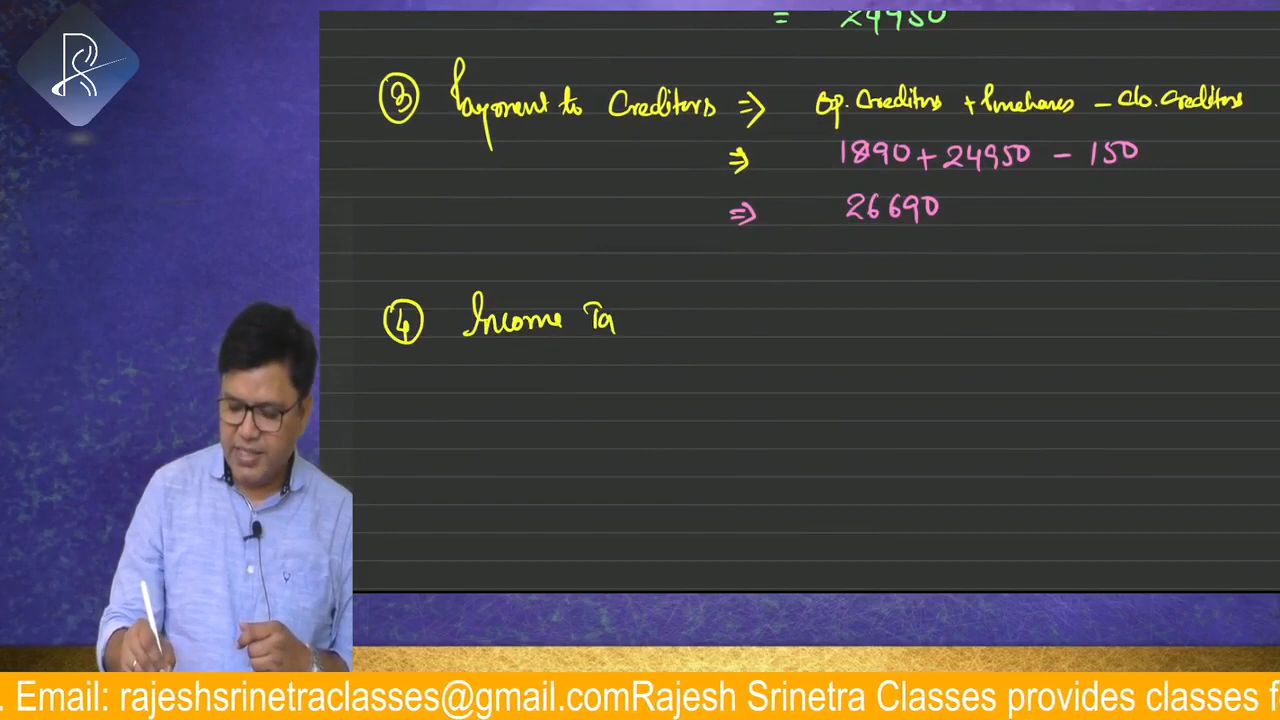 = 24950
③ Payment to Creditors ⇒ Op. Creditors + Purchases - Clo. Creditors
⇒ 1890 + 24950 - 150
⇒ 26690
④ Income Ta
. Email: rajeshsrinetraclasses@gmail.comRajesh Srinetra Classes provides classes f